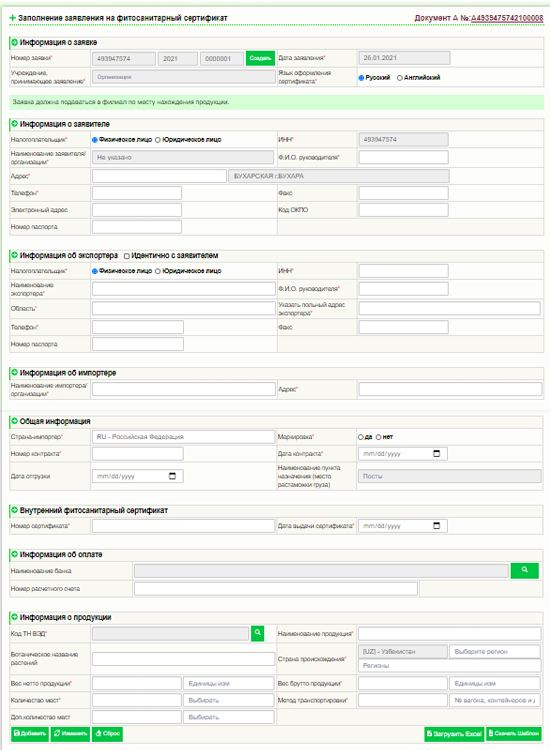 Заполнение заявления на фитосанитарный сертификат
Документ А №:A4939475742100008
Информация о заявке
Номер заявки* 493947574 2021 0000001 Создать Дата заявления* 26.01.2021
Учреждение, принимающее заявление* Организации Язык оформления сертификата* Русский Английский
Заявка должна подаваться в филиал по месту нахождения продукции.
Информация о заявителе
Налогоплательщик* Физическое лицо Юридическое лицо ИНН* 493947574
Наименование заявителя/организации* Не указано Ф.И.О. руководителя*
Адрес* БУХАРСКАЯ г.БУХАРА
Телефон* Факс
Электронный адрес Код ОКПО
Номер паспорта
Информация об экспортера Идентично с заявителем
Налогоплательщик* Физическое лицо Юридическое лицо ИНН*
Наименование экспортера* Ф.И.О. руководителя*
Область* Указать полный адрес экспортера*
Телефон* Факс
Номер паспорта
Информация об импортере
Наименование импортера/организации* Адрес*
Общая информация
Страна-импортер* RU - Российская Федерация Маркировка* да нет
Номер контракта* Дата контракта* mm/dd/yyyy
Дата отгрузки mm/dd/yyyy Наименование пункта назначения (место растаможки груза) Посты
Внутренний фитосанитарный сертификат
Номер сертификата* Дата выдачи сертификата* mm/dd/yyyy
Информация об оплате
Наименование банка
Номер расчетного счета
Информация о продукции
Код ТН ВЭД* Наименование продукции*
Ботаническое название растений Страна происхождения* [UZ] - Узбекистан Выберите регион
Регионы
Вес нетто продукции* Единицы.изм Вес брутто продукции* Единицы.изм
Количество мест* Выбирать Метод транспортировки* № вагона, контейнеров и д
Доп.количество мест Выбирать
Добавить Изменить Сброс Загрузить Excel Скачать Шаблон